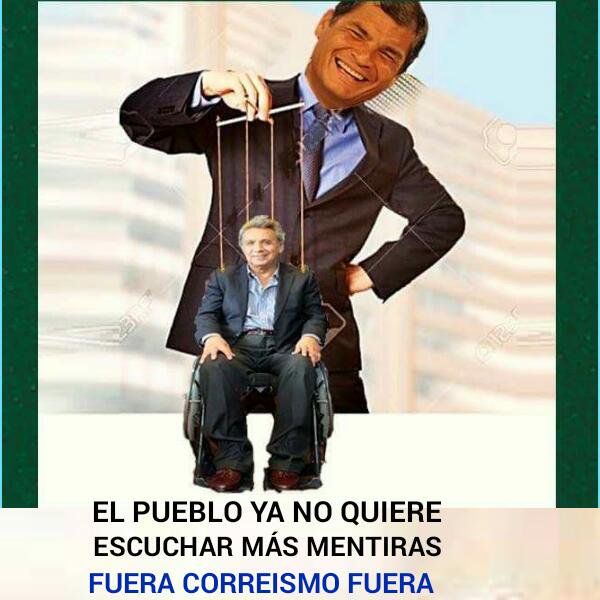 EL PUEBLO YA NO QUIERE
ESCUCHAR MÁS MENTIRAS
FUERA CORREISMO FUERA